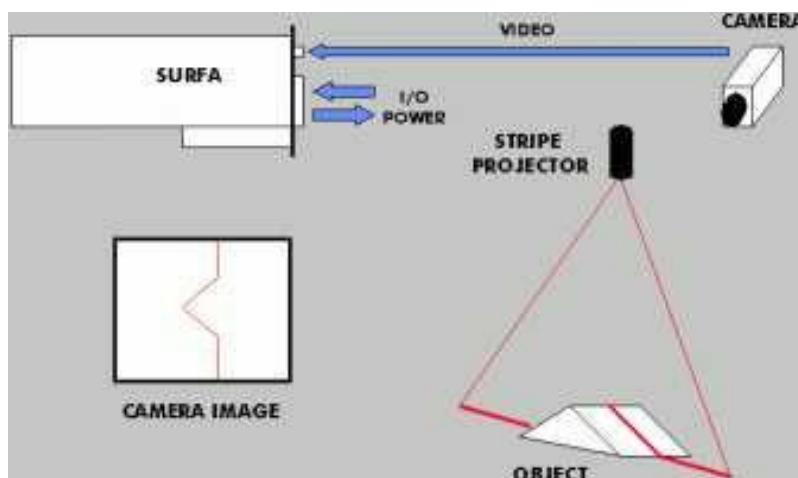 CAMERA
VIDEO
SURFA
I/O
POWER
STRIPE
PROJECTOR
CAMERA IMAGE
OBJECT